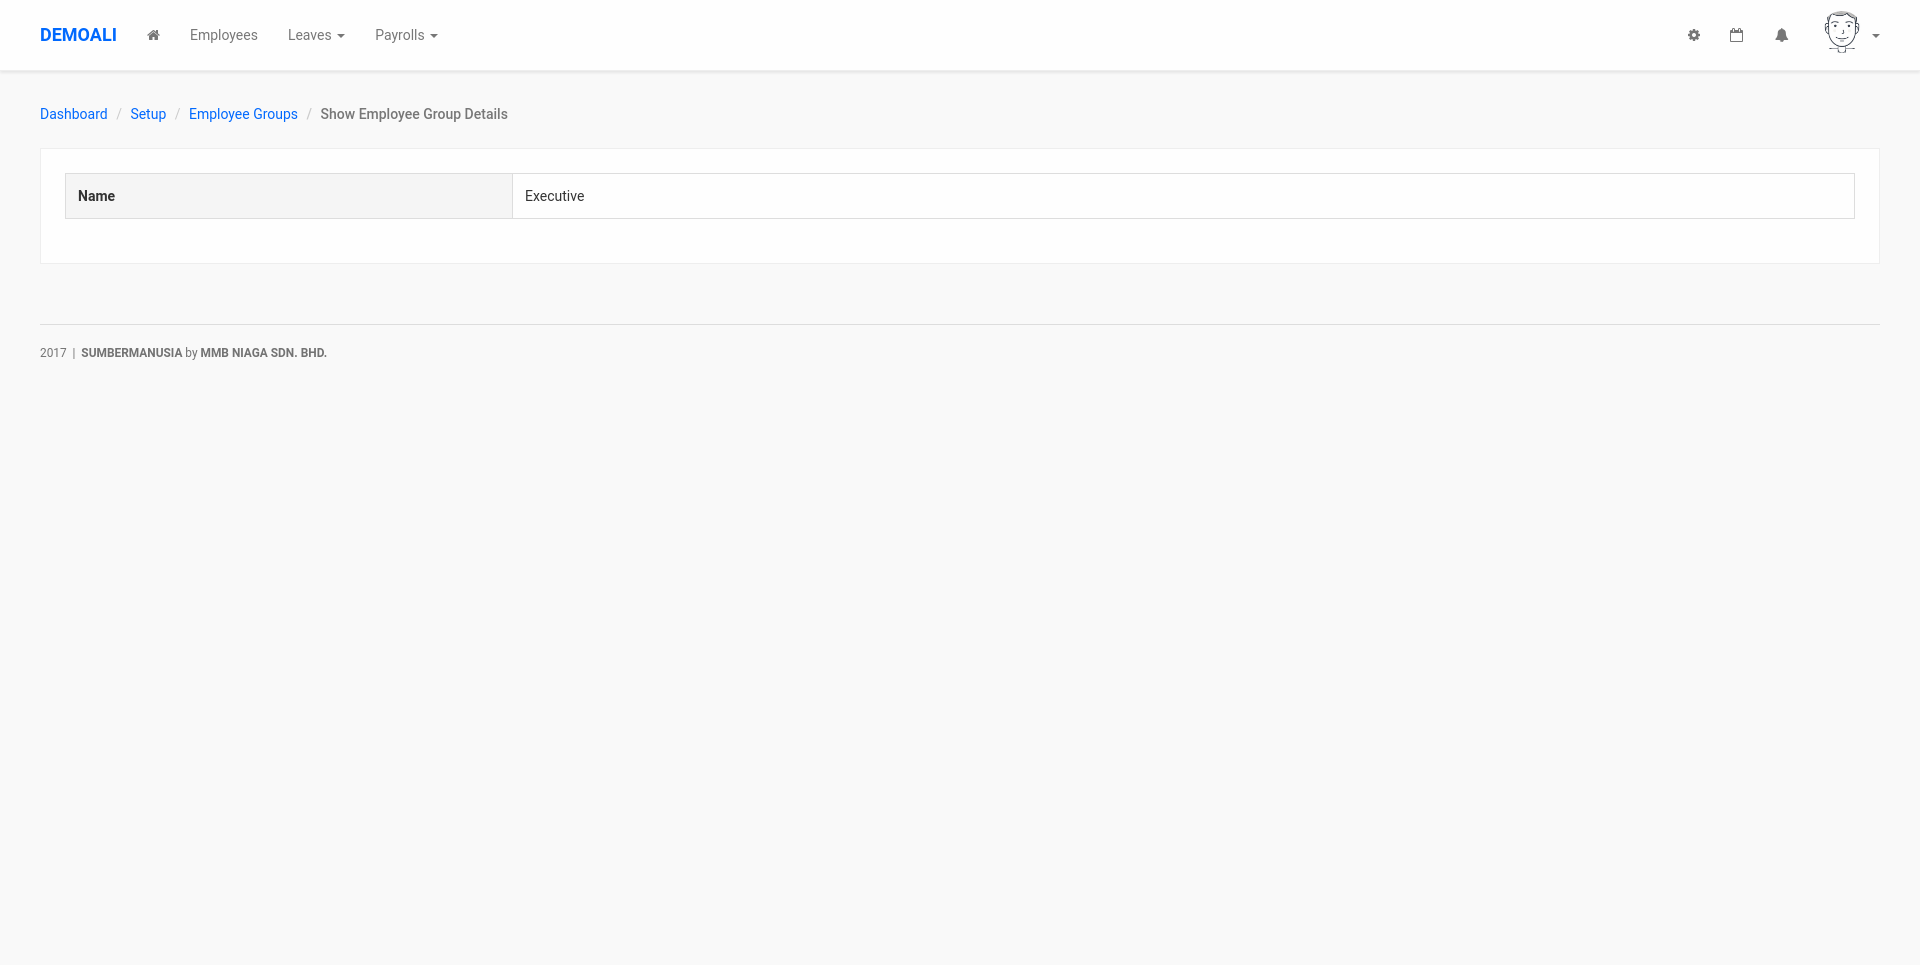 DEMOALI Employees Leaves Payrolls
Dashboard / Setup / Employee Groups / Show Employee Group Details
Name Executive
2017 | SUMBERMANUSIA by MMB NIAGA SDN. BHD.